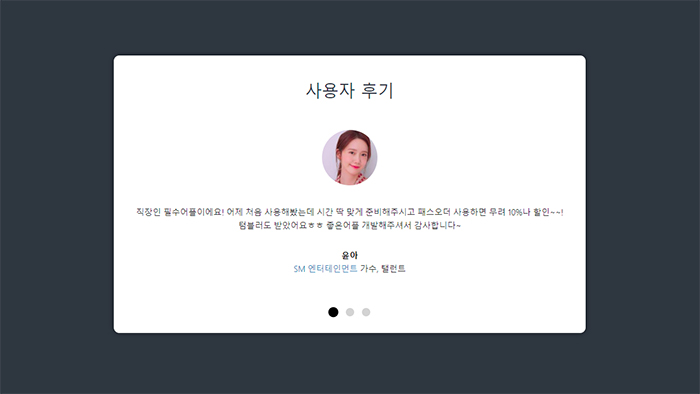 사용자 후기
직장인 필수어플이에요! 어제 처음 사용해봤는데 시간 딱 맞게 준비해주시고 패스오더 사용하면 무려 10%나 할인~~!
텀블러도 받았어요ㅎㅎ 좋은어플 개발해주셔서 감사합니다~
윤아
SM 엔터테인먼트 가수, 탤런트